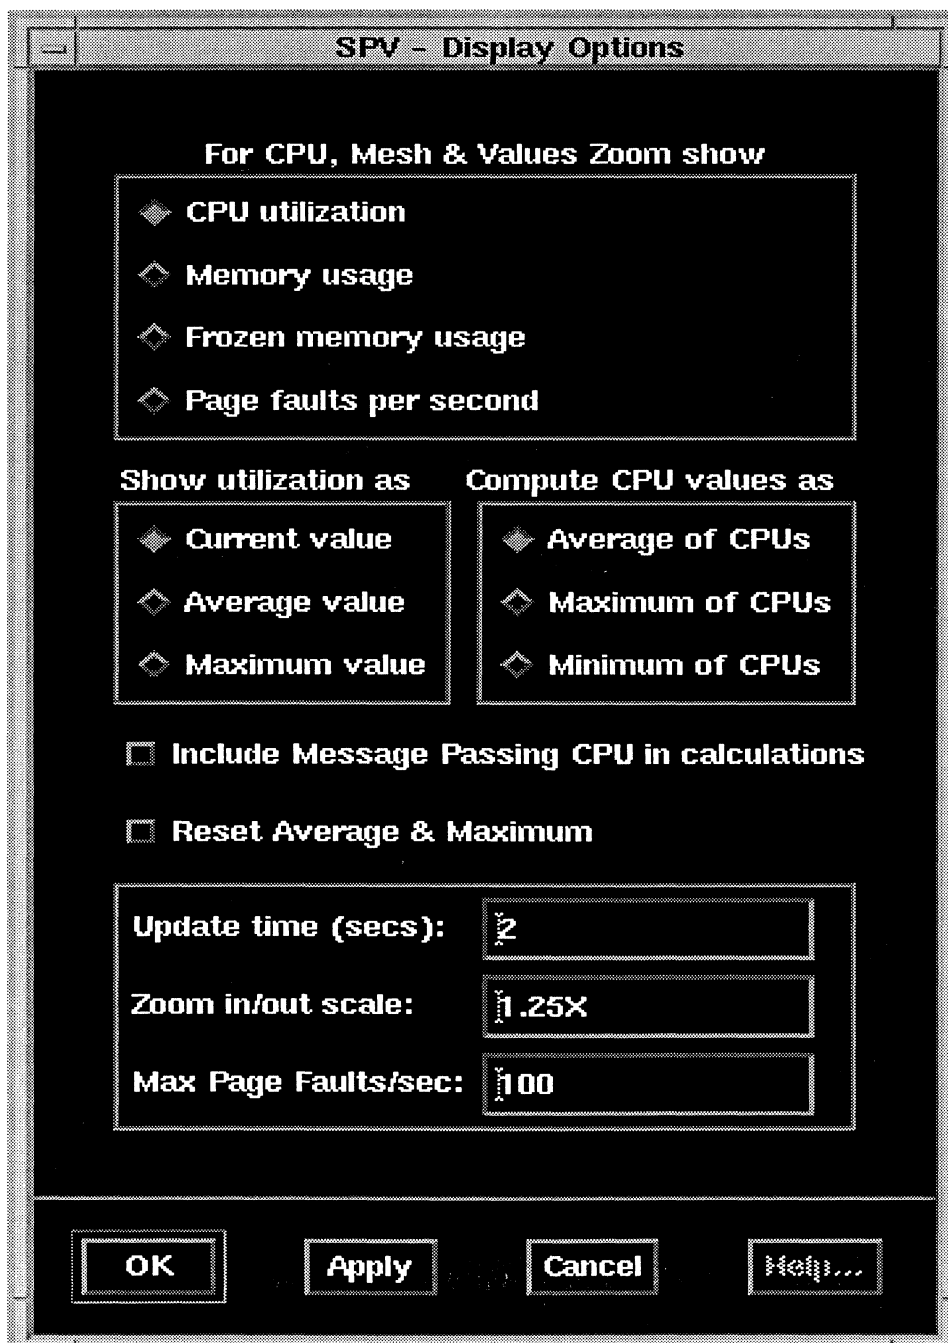 SPV - Display Options
For CPU, Mesh & Values Zoom show
CPU utilization
Memory usage
Frozen memory usage
Page faults per second
Show utilization as
Current value
Average value
Maximum value
Compute CPU values as
Average of CPUs
Maximum of CPUs
Minimum of CPUs
Include Message Passing CPU in calculations
Reset Average & Maximum
Update time (secs): 2
Zoom in/out scale: 1.25X
Max Page Faults/sec: 100
OK
Apply
Cancel
Help...